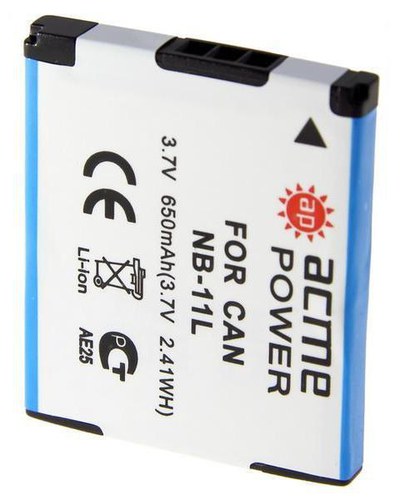 ap
acme
POWER
FOR CAN
NB-11L
3.7V 650mAh(3.7V 2.41WH)
CE
Li-ion
PCT
AE25